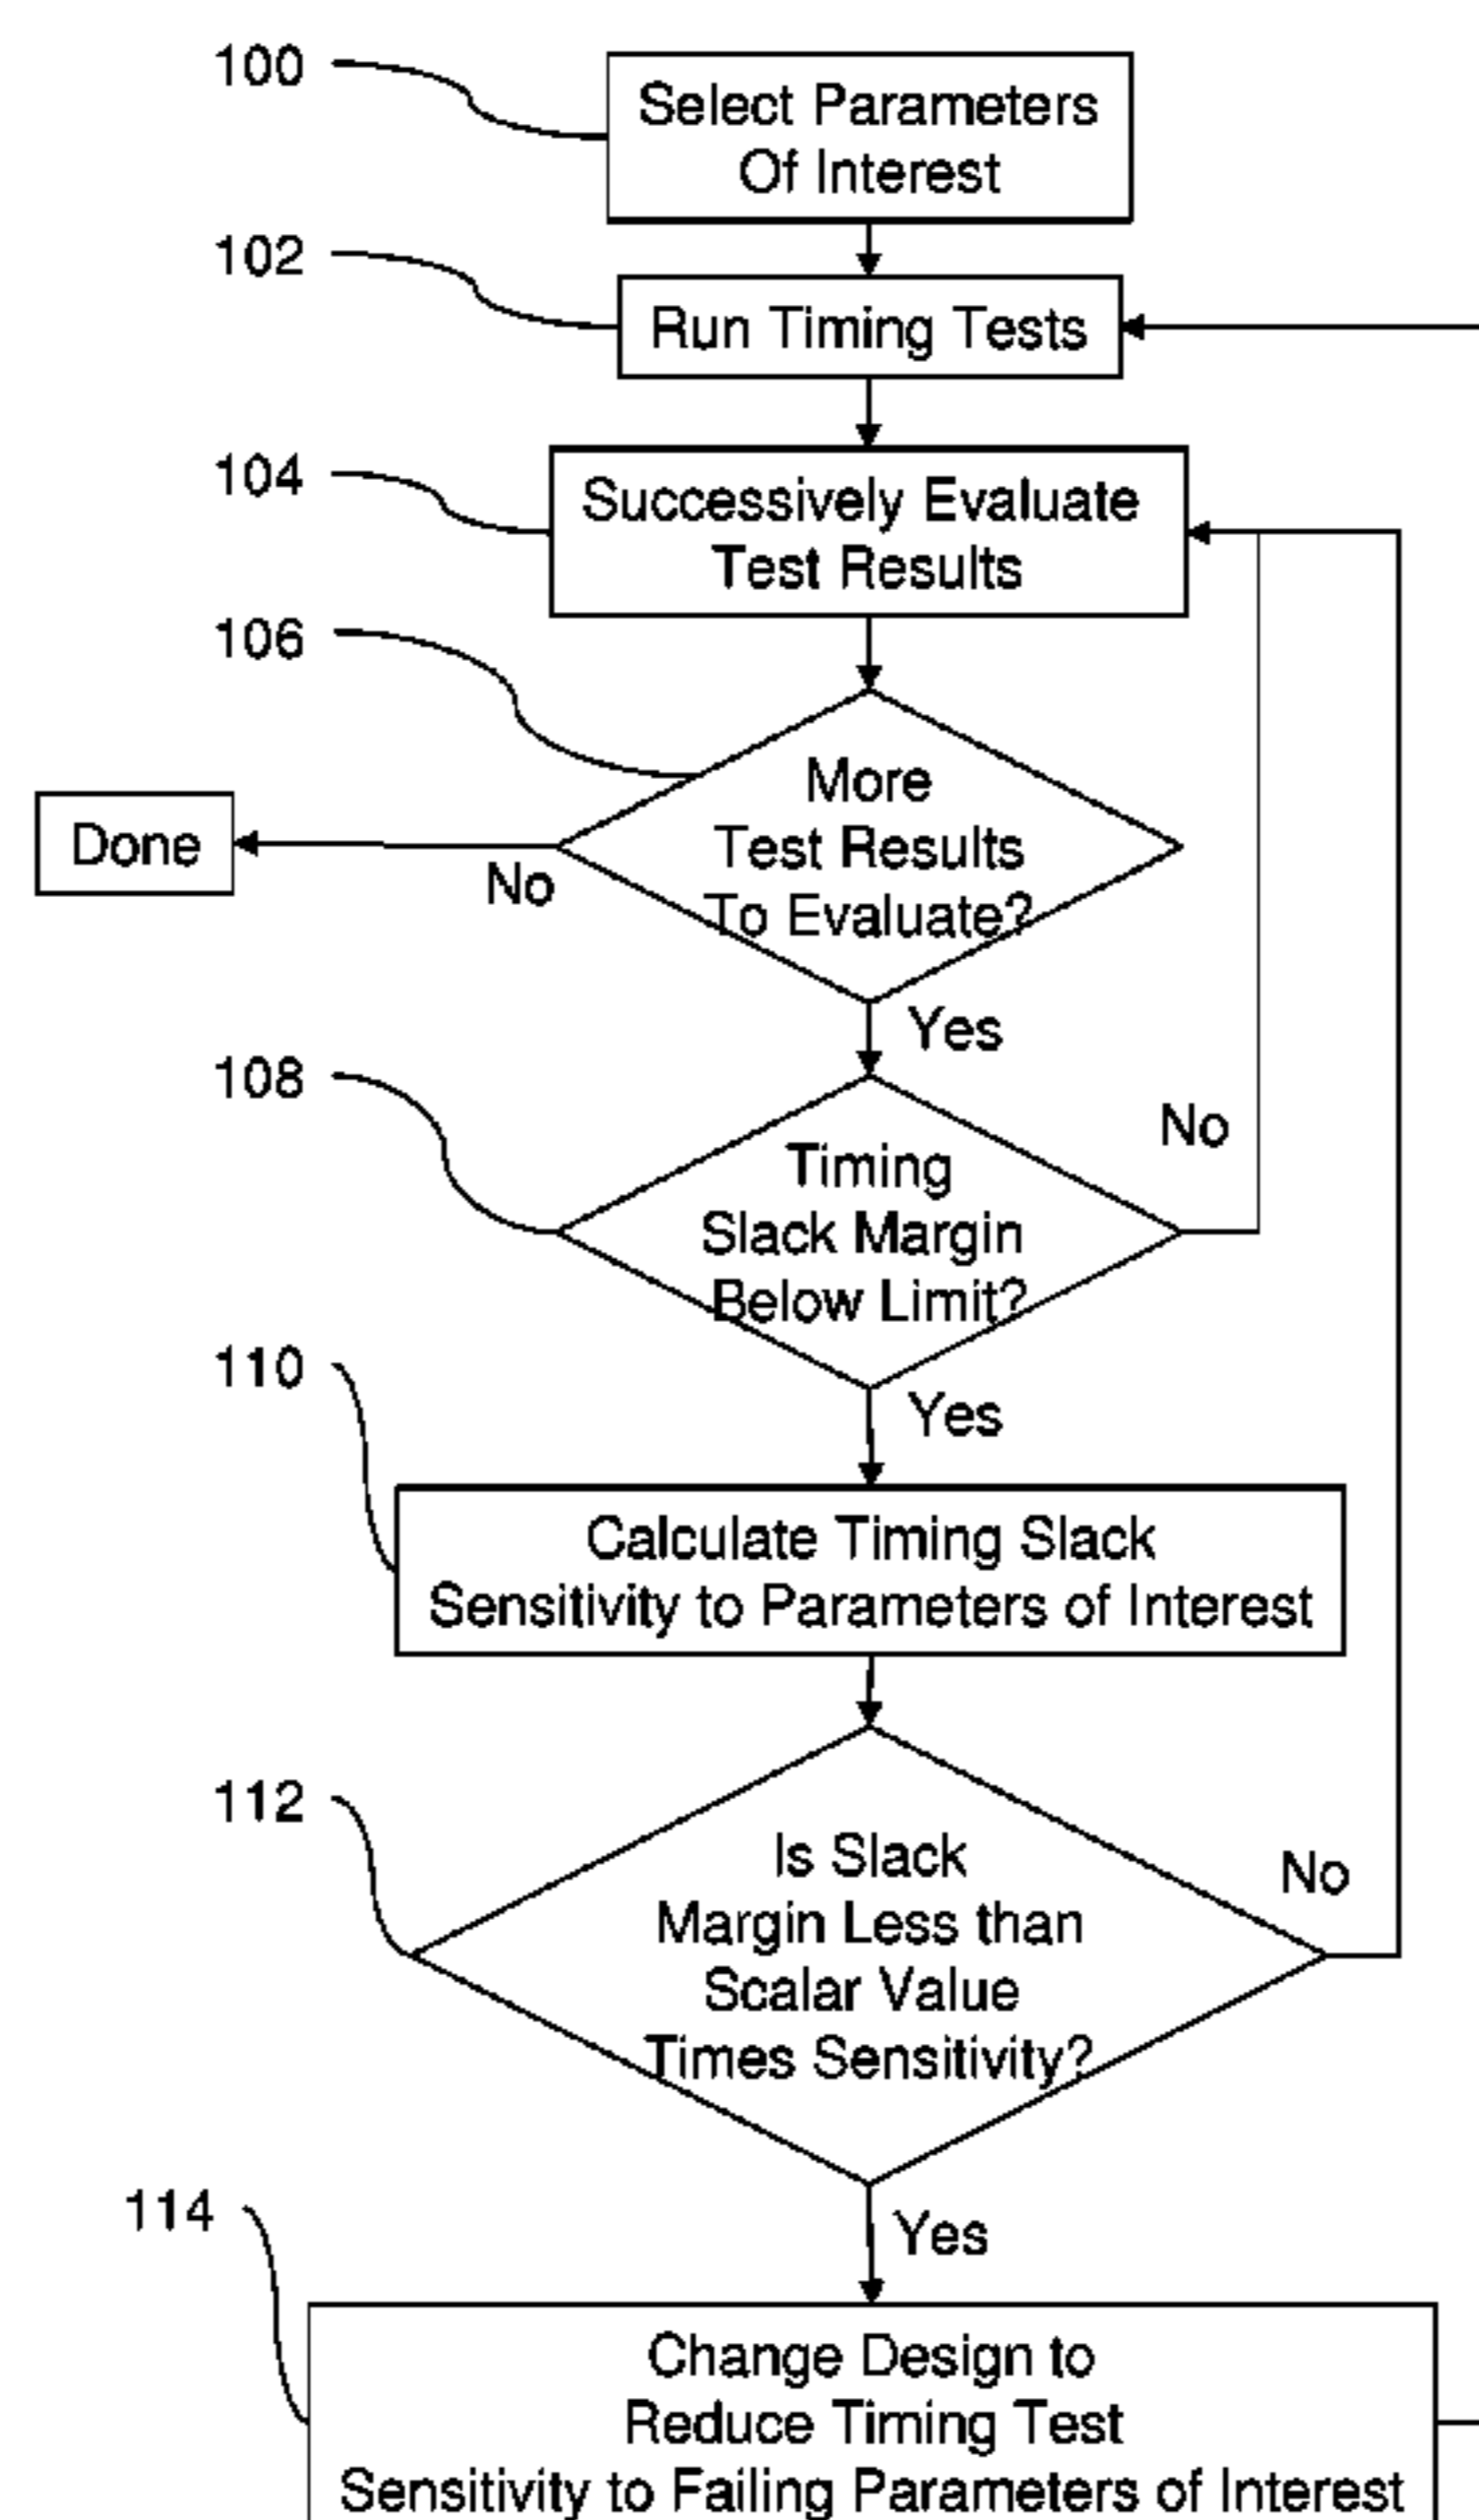 100
Select Parameters
Of Interest
102
Run Timing Tests
104
Successively Evaluate
Test Results
106
More
Test Results
To Evaluate?
Done
No
Yes
108
Timing
Slack Margin
Below Limit?
No
Yes
110
Calculate Timing Slack
Sensitivity to Parameters of Interest
112
Is Slack
Margin Less than
Scalar Value
Times Sensitivity?
No
Yes
114
Change Design to
Reduce Timing Test
Sensitivity to Failing Parameters of Interest